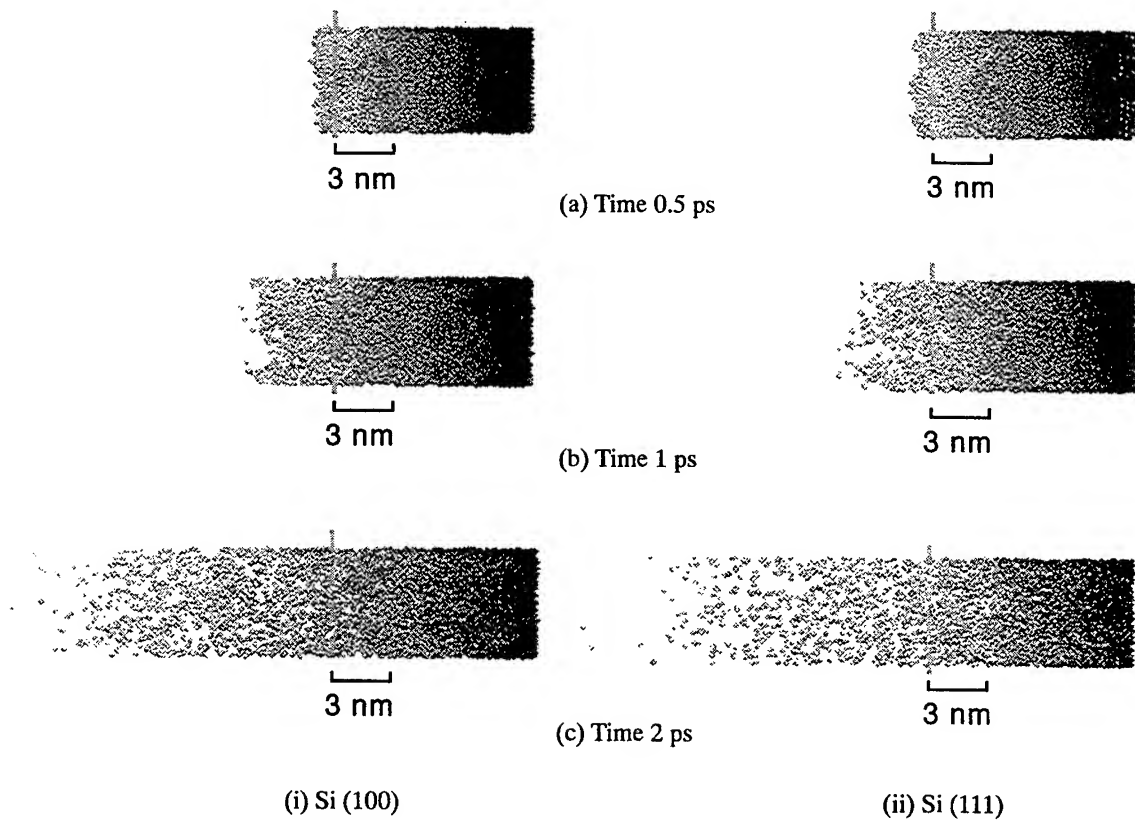 3 nm
3 nm
(a) Time 0.5 ps
3 nm
3 nm
(b) Time 1 ps
3 nm
3 nm
(c) Time 2 ps
(i) Si (100)
(ii) Si (111)